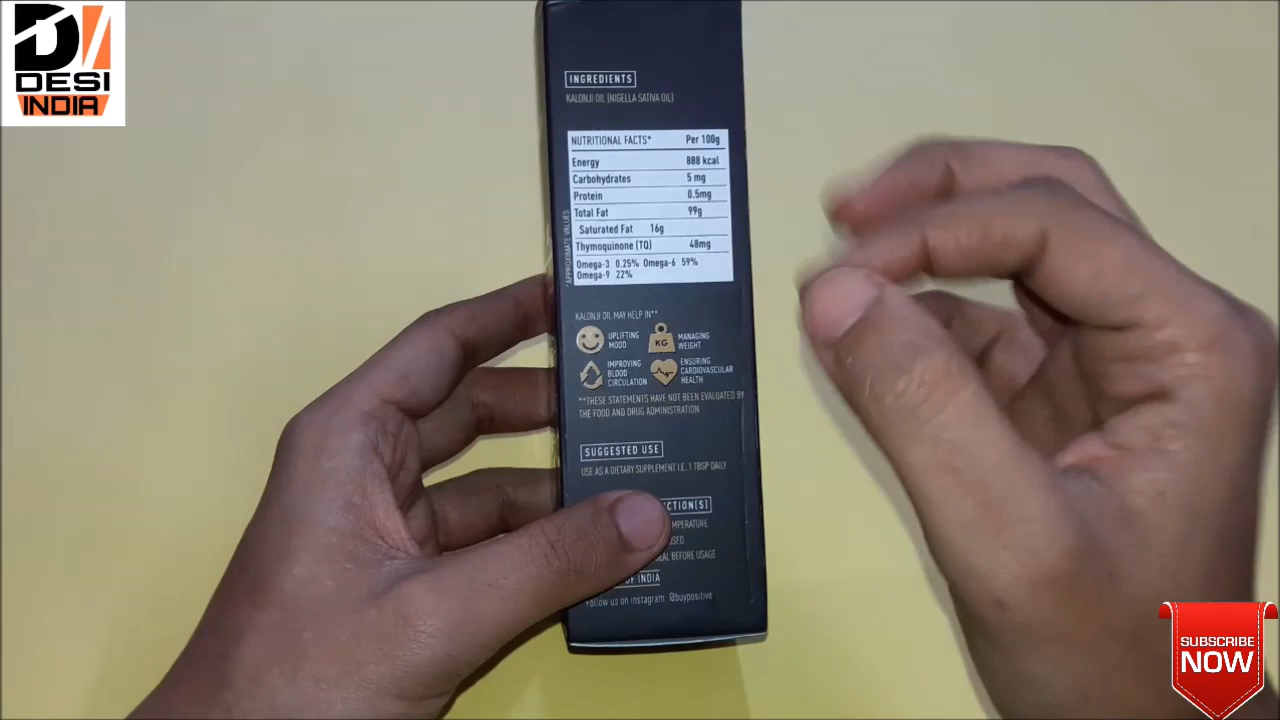 DESI
INDIA
INGREDIENTS
KALONJI OIL (NIGELLA SATIVA OIL)
NUTRITIONAL FACTS* Per 100g
Energy 888 kcal
Carbohydrates 5 mg
Protein 0.5mg
Total Fat 99g
Saturated Fat 16g
Thymoquinone (TQ) 48mg
Omega-3 0.25% Omega-6 59%
Omega-9 22%
*APPROXIMATE VALUES
KALONJI OIL MAY HELP IN**
UPLIFTING
MOOD
KG
MANAGING
WEIGHT
IMPROVING
BLOOD
CIRCULATION
ENSURING
CARDIOVASCULAR
HEALTH
**THESE STATEMENTS HAVE NOT BEEN EVALUATED BY
THE FOOD AND DRUG ADMINISTRATION
SUGGESTED USE
USE AS A DIETARY SUPPLEMENT I.E. 1 TBSP DAILY
BEFORE USAGE
OF INDIA
Follow us on instagram: @buypositive
SUBSCRIBE
NOW